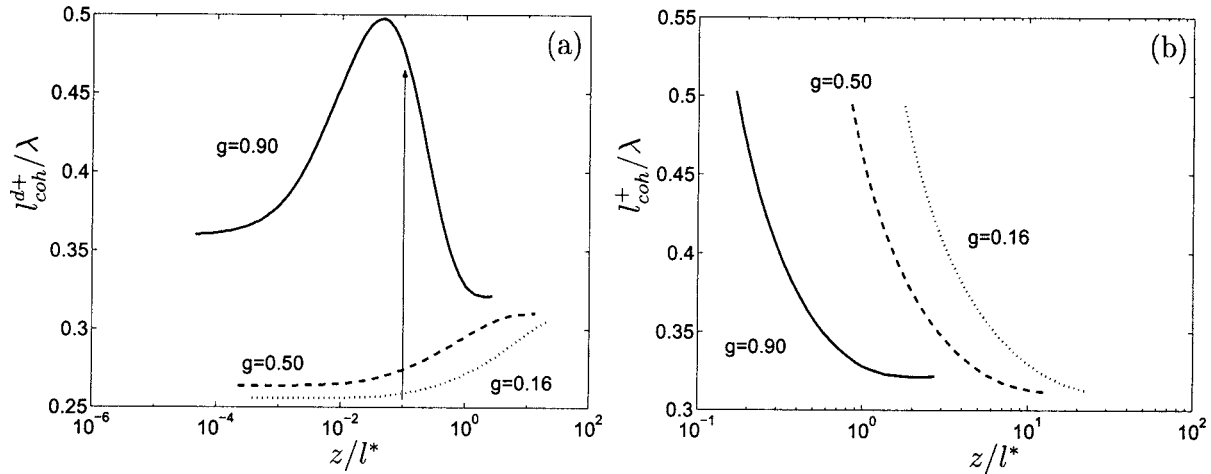 (a)
0.5
0.45
0.4
0.35
0.3
0.25
l_{coh}^{d+}/λ
g=0.90
g=0.50
g=0.16
10^{-6}
10^{-4}
10^{-2}
10^{0}
10^{2}
z/l*
(b)
0.55
0.5
0.45
0.4
0.35
0.3
l_{coh}^{+}/λ
g=0.50
g=0.16
g=0.90
10^{-1}
10^{0}
10^{1}
10^{2}
z/l*